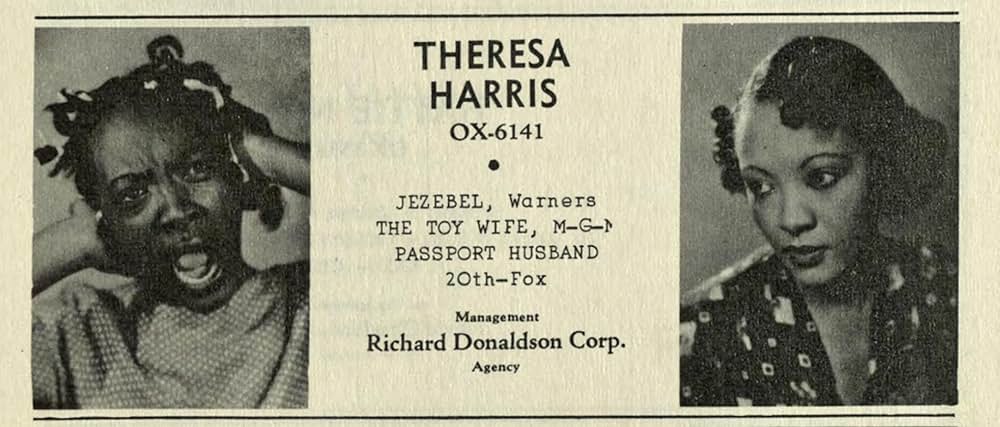 THERESA
HARRIS
OX-6141
JEZEBEL, Warners
THE TOY WIFE, M-G-M
PASSPORT HUSBAND
20th-Fox
Management
Richard Donaldson Corp.
Agency